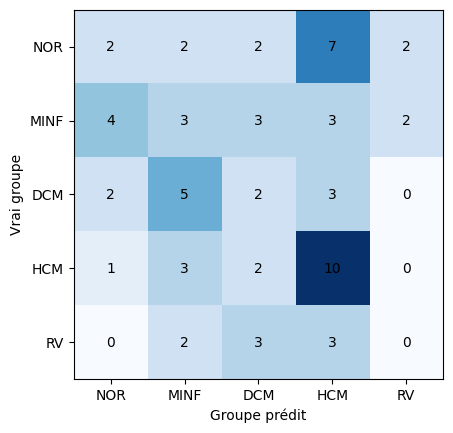 NOR 2 2 2 7 2
MINF 4 3 3 3 2
DCM 2 5 2 3 0
HCM 1 3 2 10 0
RV 0 2 3 3 0
NOR MINF DCM HCM RV
Groupe prédit
Vrai groupe